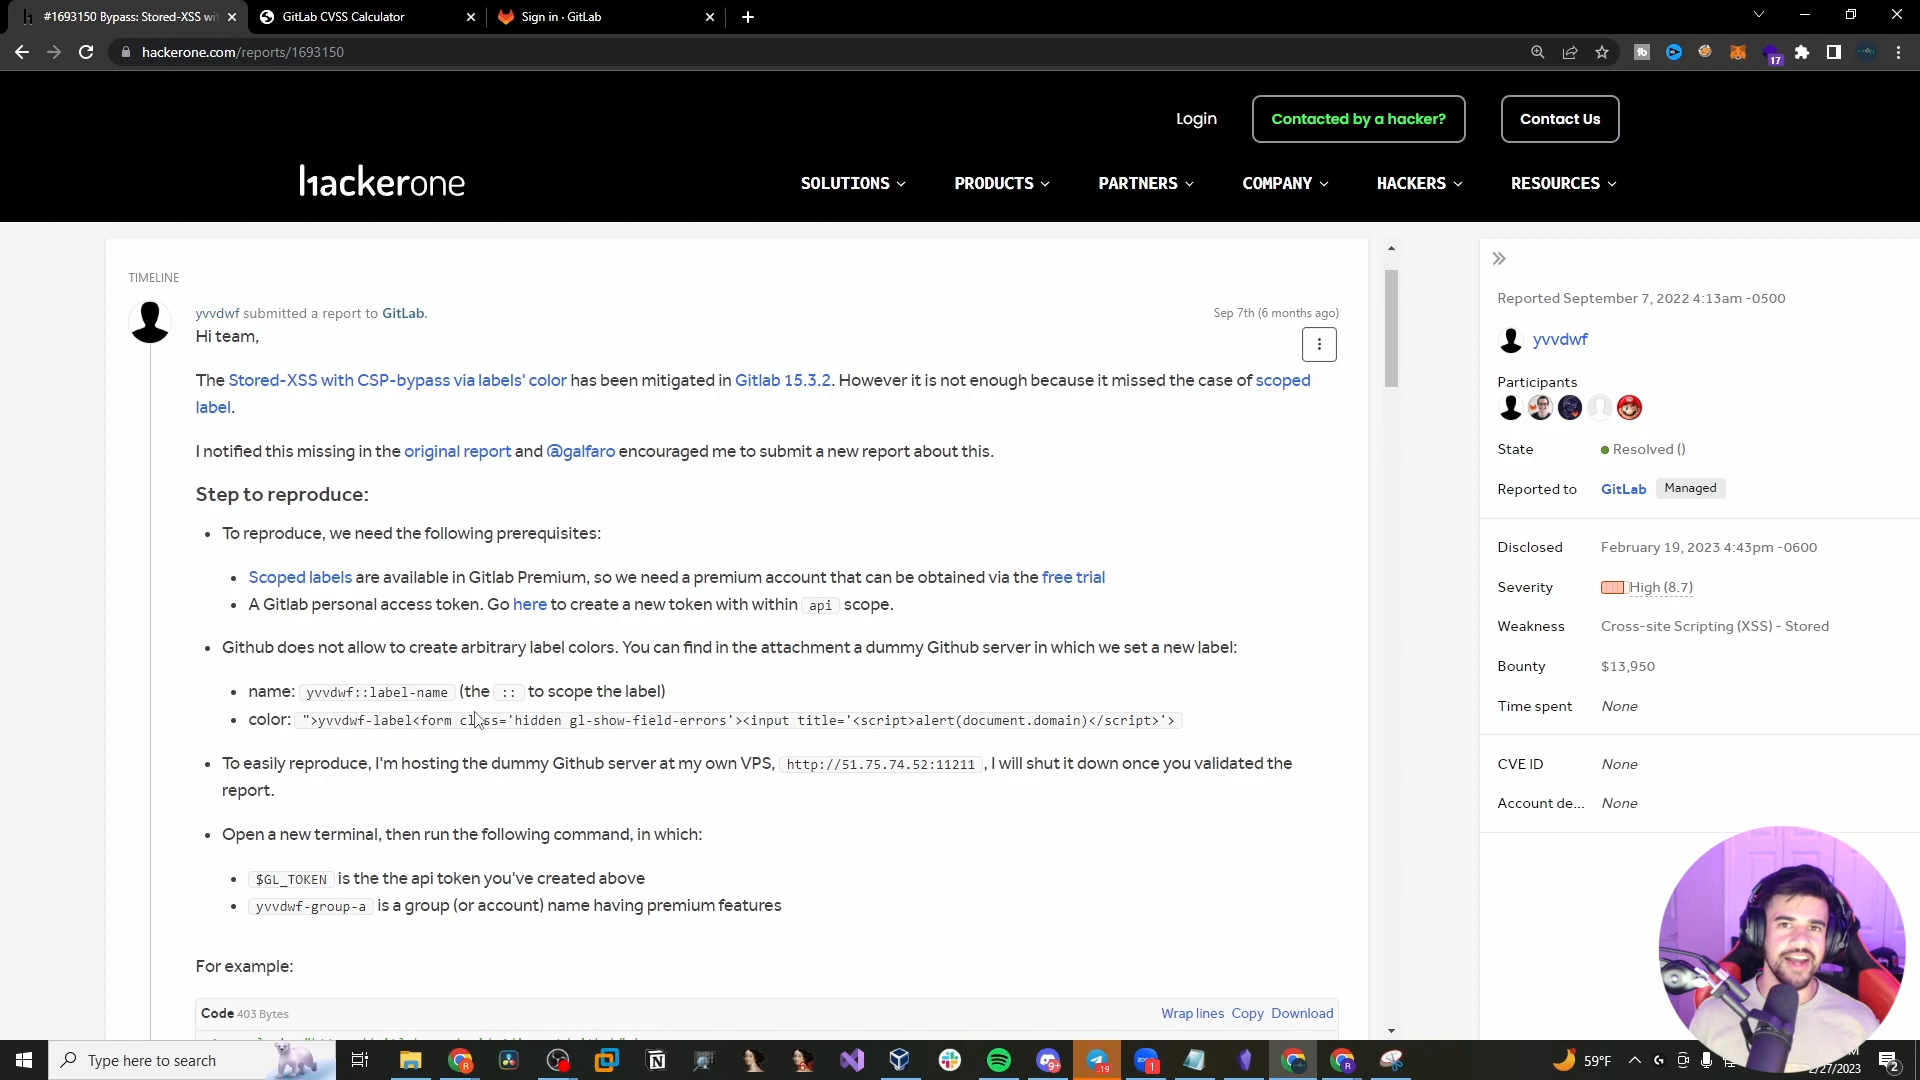 #1693150 Bypass: Stored-XSS wit
GitLab CVSS Calculator
Sign in · GitLab
hackerone.com/reports/1693150
17
Login
Contacted by a hacker?
Contact Us
hackerone
SOLUTIONS
PRODUCTS
PARTNERS
COMPANY
HACKERS
RESOURCES
TIMELINE
yvvdwf submitted a report to GitLab.
Sep 7th (6 months ago)
Hi team,
The Stored-XSS with CSP-bypass via labels' color has been mitigated in Gitlab 15.3.2. However it is not enough because it missed the case of scoped
label.
I notified this missing in the original report and @galfaro encouraged me to submit a new report about this.
Step to reproduce:
• To reproduce, we need the following prerequisites:
• Scoped labels are available in Gitlab Premium, so we need a premium account that can be obtained via the free trial
• A Gitlab personal access token. Go here to create a new token with within api scope.
• Github does not allow to create arbitrary label colors. You can find in the attachment a dummy Github server in which we set a new label:
• name: yvvdwf::label-name (the :: to scope the label)
• color: ">yvvdwf-label<form class='hidden gl-show-field-errors'><input title='<script>alert(document.domain)</script>'>
• To easily reproduce, I'm hosting the dummy Github server at my own VPS, http://51.75.74.52:11211, I will shut it down once you validated the
report.
• Open a new terminal, then run the following command, in which:
• $GL_TOKEN is the the api token you've created above
• yvvdwf-group-a is a group (or account) name having premium features
For example:
Code 403 Bytes
Wrap lines Copy Download
Reported September 7, 2022 4:13am -0500
yvvdwf
Participants
State Resolved ()
Reported to GitLab Managed
Disclosed February 19, 2023 4:43pm -0600
Severity High (8.7)
Weakness Cross-site Scripting (XSS) - Stored
Bounty $13,950
Time spent None
CVE ID None
Account de... None
Type here to search
59°F
2/27/2023
2